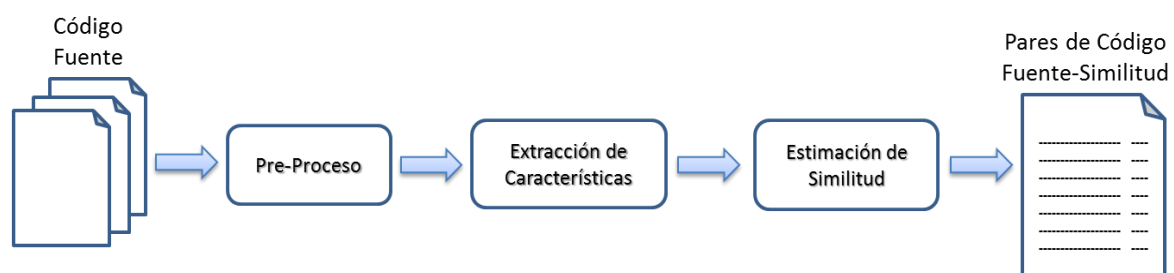 Código
Fuente
Pre-Proceso
Extracción de
Características
Estimación de
Similitud
Pares de Código
Fuente-Similitud